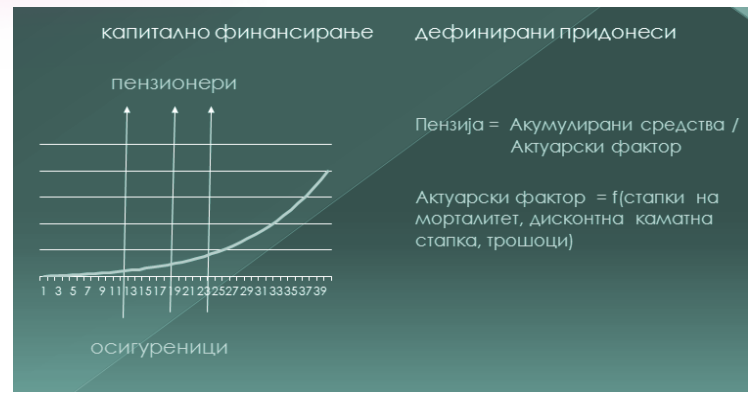 капитално финансирање
дефинирани придонеси
пензионери
1 3 5 7 9 11 13 15 17 19 21 23 25 27 29 31 33 35 37 39
осигуреници
Пензија = Акумулирани средства /
Актуарски фактор
Актуарски фактор = f(стапки на
морталитет, дисконтна каматна
стапка, трошоци)